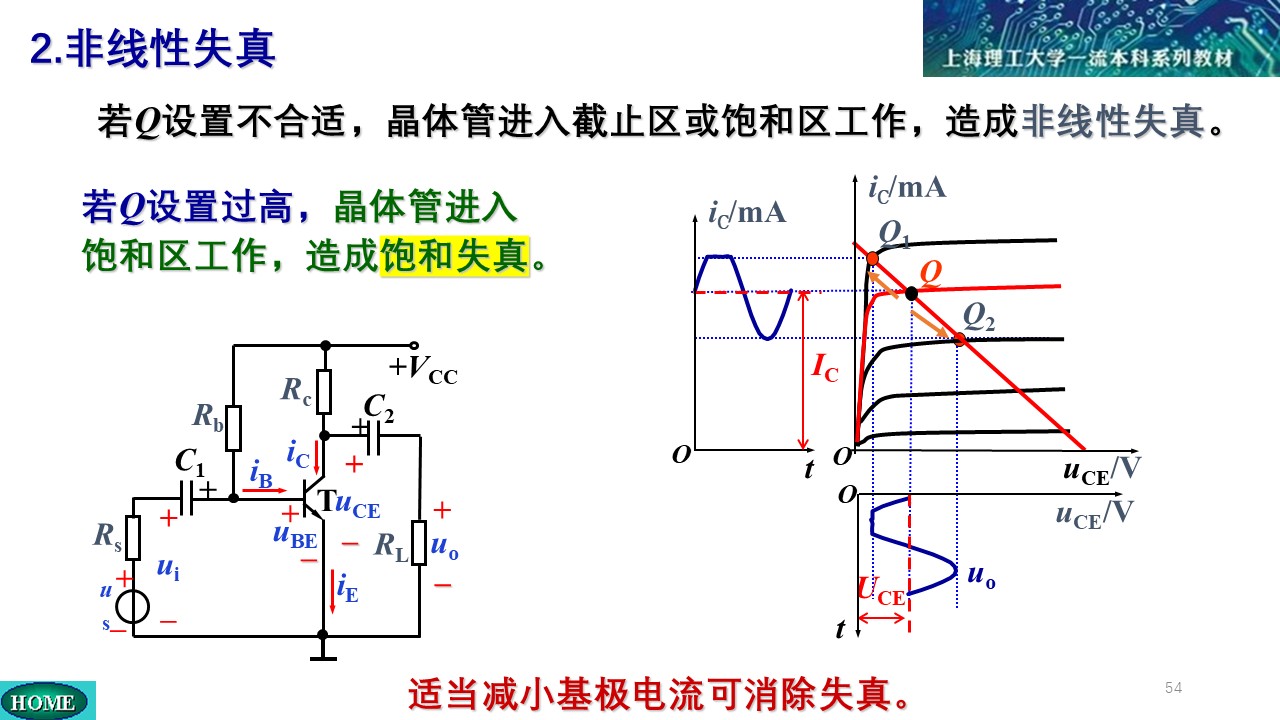 2.非线性失真
上海理工大学一流本科系列教材
若Q设置不合适，晶体管进入截止区或饱和区工作，造成非线性失真。
若Q设置过高，晶体管进入
饱和区工作，造成饱和失真。
iC/mA
iC/mA
Q1
Q
Q2
IC
O
t
O
uCE/V
O
uCE/V
UCE
uo
t
+VCC
Rc
Rb
C2
+
C1
+
iC
iB
+
T
uCE
+
uBE
−
−
RL
+
uo
−
Rs
+
ui
−
+
us
−
iE
适当减小基极电流可消除失真。
HOME
54